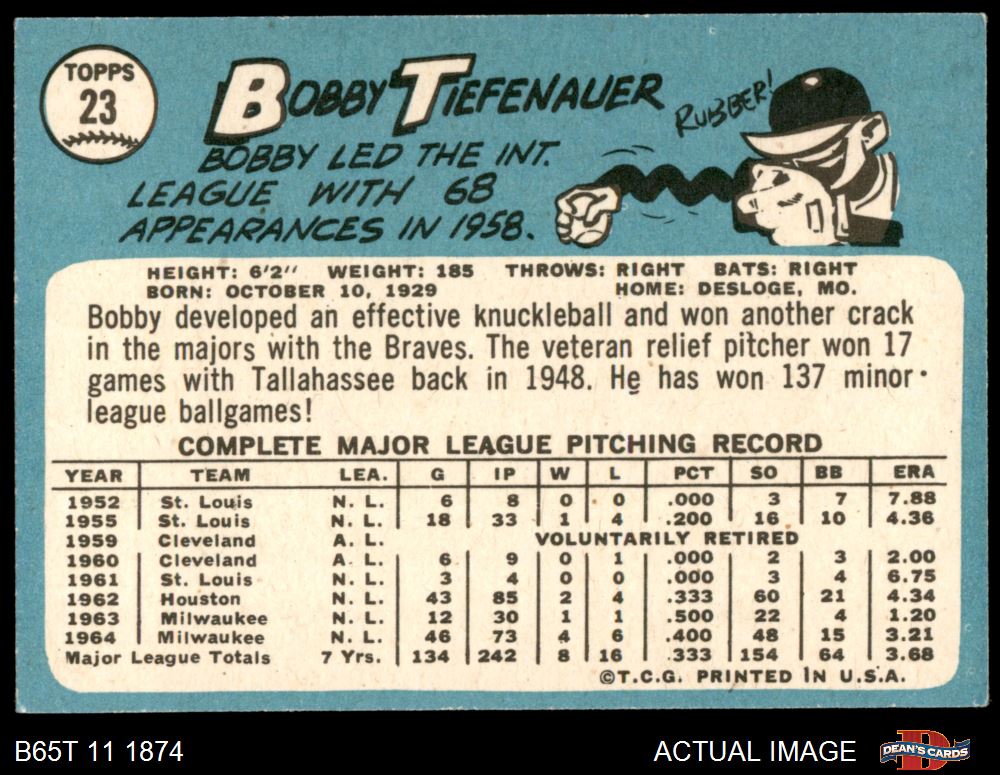 TOPPS
23
BOBBY TIEFENAUER
RUBBER!
BOBBY LED THE INT.
LEAGUE WITH 68
APPEARANCES IN 1958.
HEIGHT: 6'2" WEIGHT: 185 THROWS: RIGHT BATS: RIGHT
BORN: OCTOBER 10, 1929 HOME: DESLOGE, MO.
Bobby developed an effective knuckleball and won another crack
in the majors with the Braves. The veteran relief pitcher won 17
games with Tallahassee back in 1948. He has won 137 minor-
league ballgames!
COMPLETE MAJOR LEAGUE PITCHING RECORD
YEAR TEAM LEA. G IP W L PCT SO BB ERA
1952 St. Louis N. L. 6 8 0 0 .000 3 7 7.88
1955 St. Louis N. L. 18 33 1 4 .200 16 10 4.36
1959 Cleveland A. L. VOLUNTARILY RETIRED
1960 Cleveland A. L. 6 9 0 1 .000 2 3 2.00
1961 St. Louis N. L. 3 4 0 0 .000 3 4 6.75
1962 Houston N. L. 43 85 2 4 .333 60 21 4.34
1963 Milwaukee N. L. 12 30 1 1 .500 22 4 1.20
1964 Milwaukee N. L. 46 73 4 6 .400 48 15 3.21
Major League Totals 7 Yrs. 134 242 8 16 .333 154 64 3.68
©T.C.G. PRINTED IN U.S.A.
B65T 11 1874 ACTUAL IMAGE DEAN'S CARDS